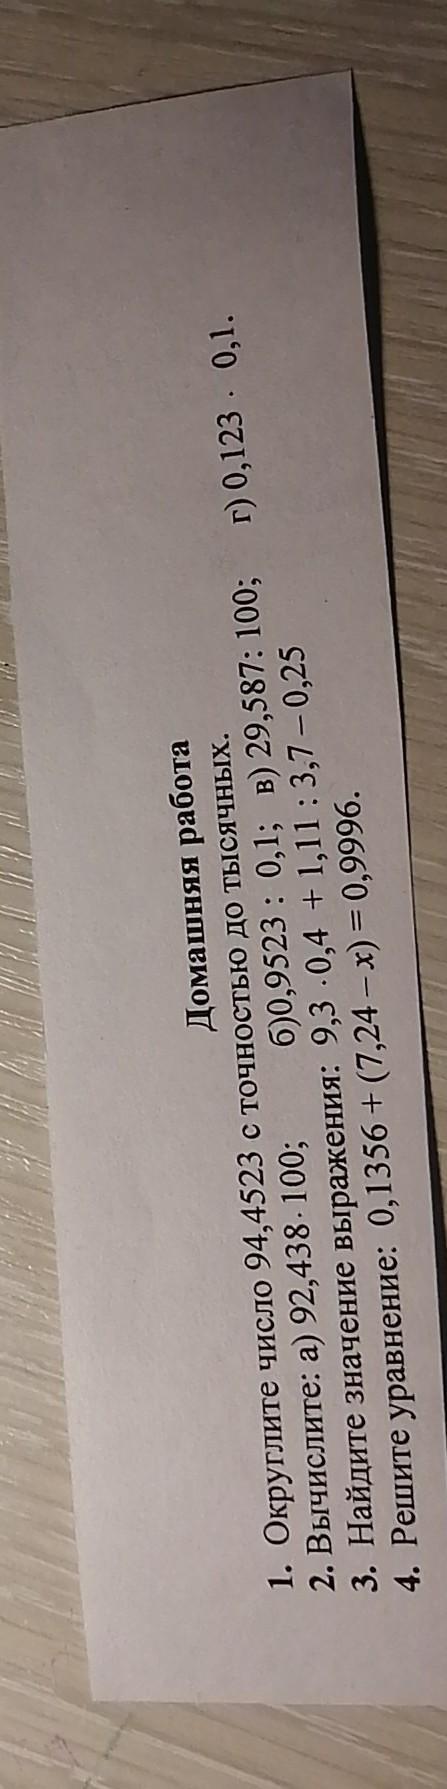 Домашняя работа
1. Округлите число 94,4523 с точностью до тысячных.
2. Вычислите: а) 92,438 · 100; б)0,9523 : 0,1; в) 29,587: 100; г) 0,123 · 0,1.
3. Найдите значение выражения: 9,3 ·0,4 + 1,11 : 3,7 – 0,25
4. Решите уравнение: 0,1356 + (7,24 – x) = 0,9996.